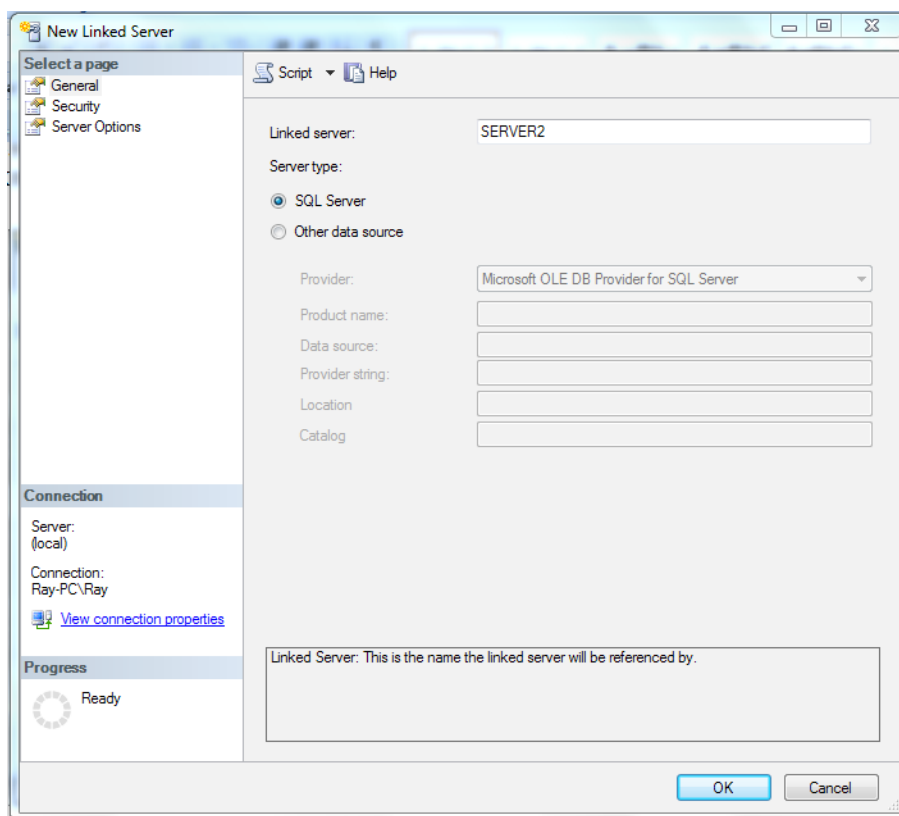 New Linked Server
Select a page
General
Security
Server Options
Script Help
Linked server: SERVER2
Server type:
SQL Server
Other data source
Provider: Microsoft OLE DB Provider for SQL Server
Product name:
Data source:
Provider string:
Location
Catalog
Connection
Server:
(local)
Connection:
Ray-PC\Ray
View connection properties
Progress
Ready
Linked Server: This is the name the linked server will be referenced by.
OK Cancel